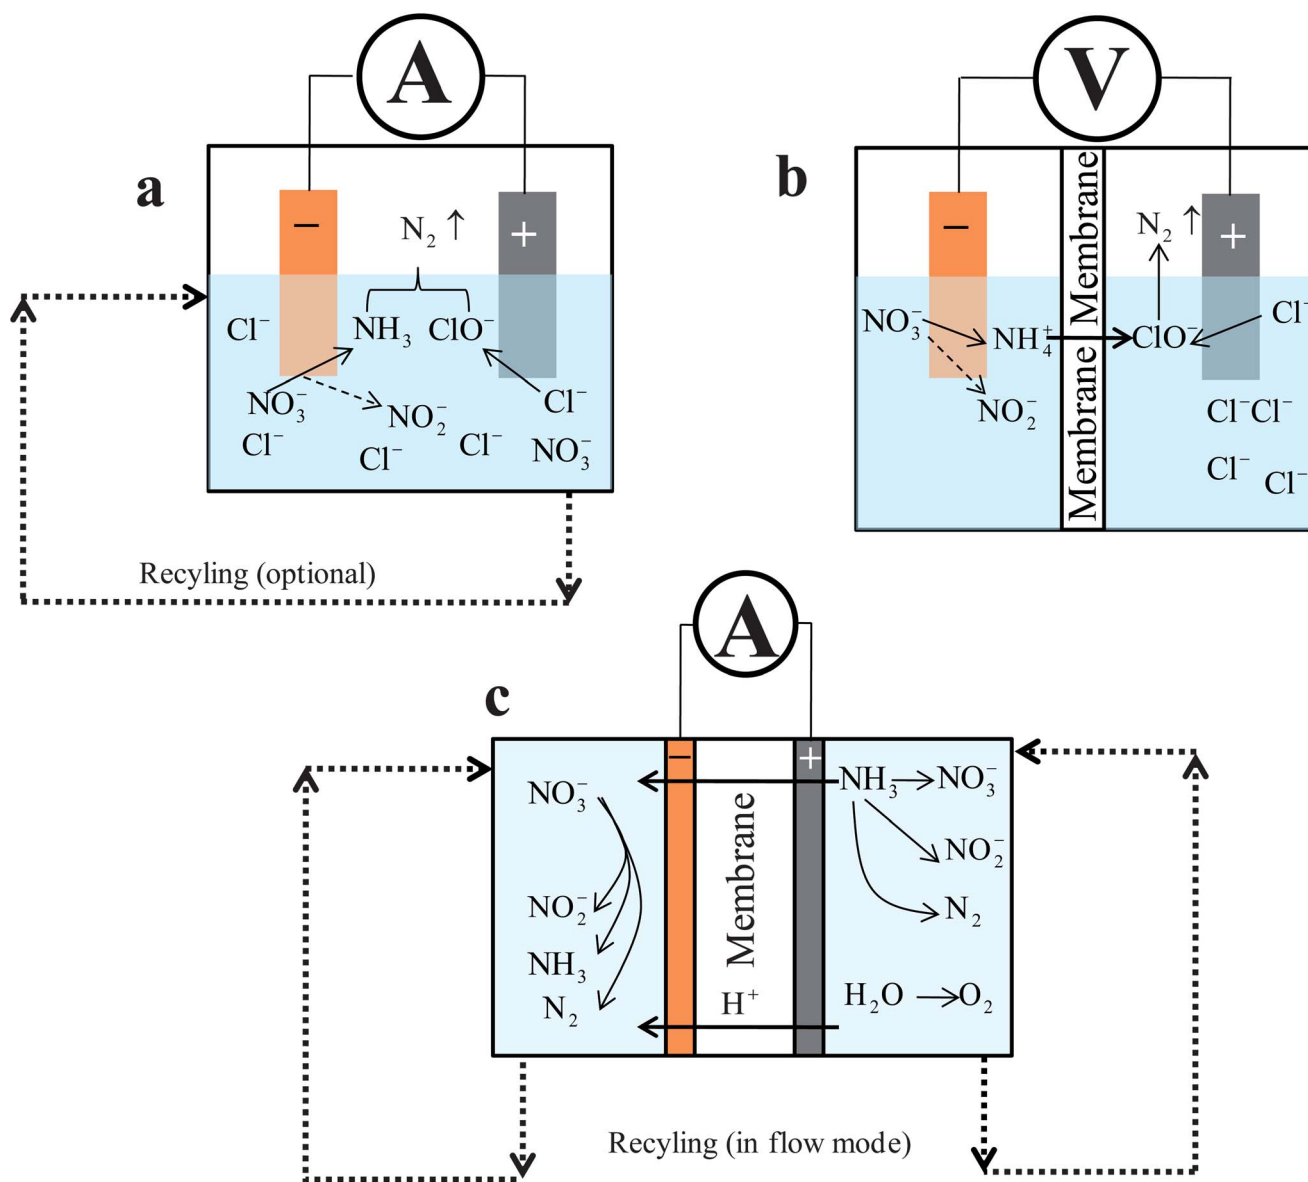 A
V
a
b
−
+
−
+
N₂ ↑
N₂ ↑
Membrane
Membrane
Cl⁻
NH₃
ClO⁻
NO₃⁻
NH₄⁺
ClO⁻
Cl⁻
NO₃⁻
NO₂⁻
Cl⁻
NO₂⁻
Cl⁻Cl⁻
Cl⁻
Cl⁻
Cl⁻
NO₃⁻
Cl⁻
Cl⁻
Recyling (optional)
A
c
−
+
NO₃⁻
Membrane
NH₃
NO₃⁻
NO₂⁻
NO₂⁻
N₂
NH₃
N₂
H⁺
H₂O
O₂
Recyling (in flow mode)